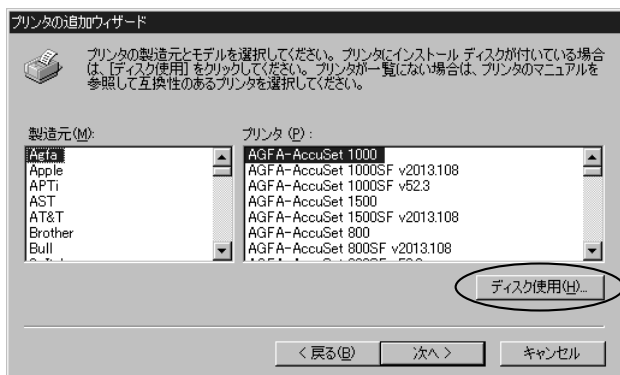 プリンタの追加ウィザード
プリンタの製造元とモデルを選択してください。プリンタにインストール ディスクが付いている場合
は、[ディスク使用] をクリックしてください。プリンタが一覧にない場合は、プリンタのマニュアルを
参照して互換性のあるプリンタを選択してください。
製造元(M):
プリンタ (P) :
Agfa
Apple
APTi
AST
AT&T
Brother
Bull
AGFA-AccuSet 1000
AGFA-AccuSet 1000SF v2013.108
AGFA-AccuSet 1000SF v52.3
AGFA-AccuSet 1500
AGFA-AccuSet 1500SF v2013.108
AGFA-AccuSet 800
AGFA-AccuSet 800SF v2013.108
ディスク使用(H)...
< 戻る(B)
次へ >
キャンセル